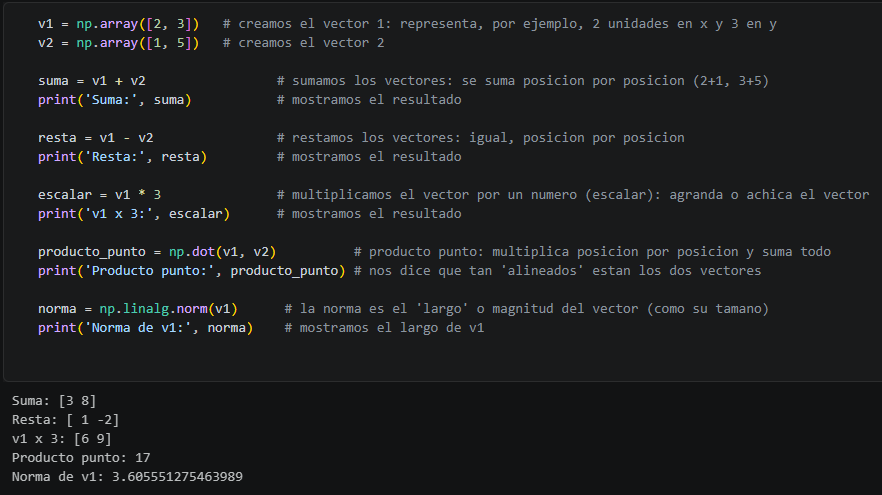 v1 = np.array([2, 3])   # creamos el vector 1: representa, por ejemplo, 2 unidades en x y 3 en y
v2 = np.array([1, 5])   # creamos el vector 2
suma = v1 + v2                 # sumamos los vectores: se suma posicion por posicion (2+1, 3+5)
print('Suma:', suma)           # mostramos el resultado
resta = v1 - v2                # restamos los vectores: igual, posicion por posicion
print('Resta:', resta)         # mostramos el resultado
escalar = v1 * 3               # multiplicamos el vector por un numero (escalar): agranda o achica el vector
print('v1 x 3:', escalar)      # mostramos el resultado
producto_punto = np.dot(v1, v2)          # producto punto: multiplica posicion por posicion y suma todo
print('Producto punto:', producto_punto) # nos dice que tan 'alineados' estan los dos vectores
norma = np.linalg.norm(v1)      # la norma es el 'largo' o magnitud del vector (como su tamano)
print('Norma de v1:', norma)    # mostramos el largo de v1
Suma: [3 8]
Resta: [ 1 -2]
v1 x 3: [6 9]
Producto punto: 17
Norma de v1: 3.605551275463989